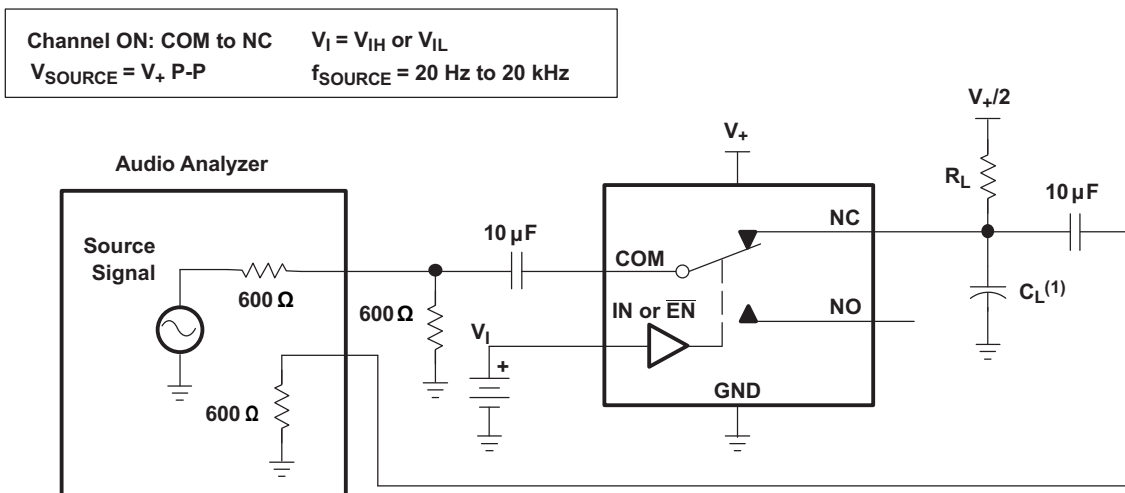 Channel ON: COM to NC V_I = V_IH or V_IL
V_SOURCE = V_+ P-P f_SOURCE = 20 Hz to 20 kHz
V_+/2
V_+
Audio Analyzer
R_L
10 µF
NC
10 µF
Source
Signal
COM
C_L(1)
600 Ω
600 Ω
IN or E̅N̅
NO
V_I
+
GND
600 Ω